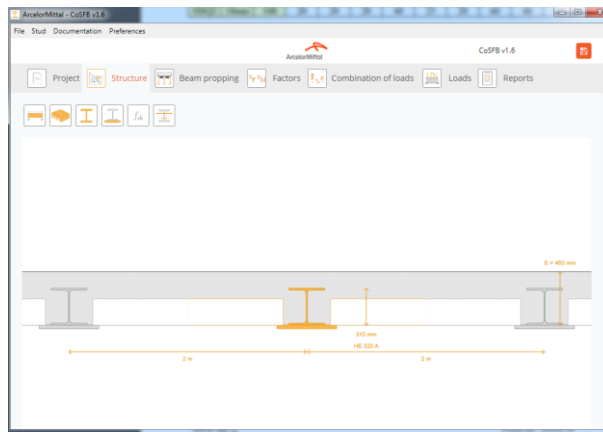 ArcelorMittal - CoSFB v1.6
File Stud Documentation Preferences
ArcelorMittal
CoSFB v1.6
Project Structure Beam propping Factors Combination of loads Loads Reports
E = 450 mm
310 mm
HE 320 A
2 m 2 m